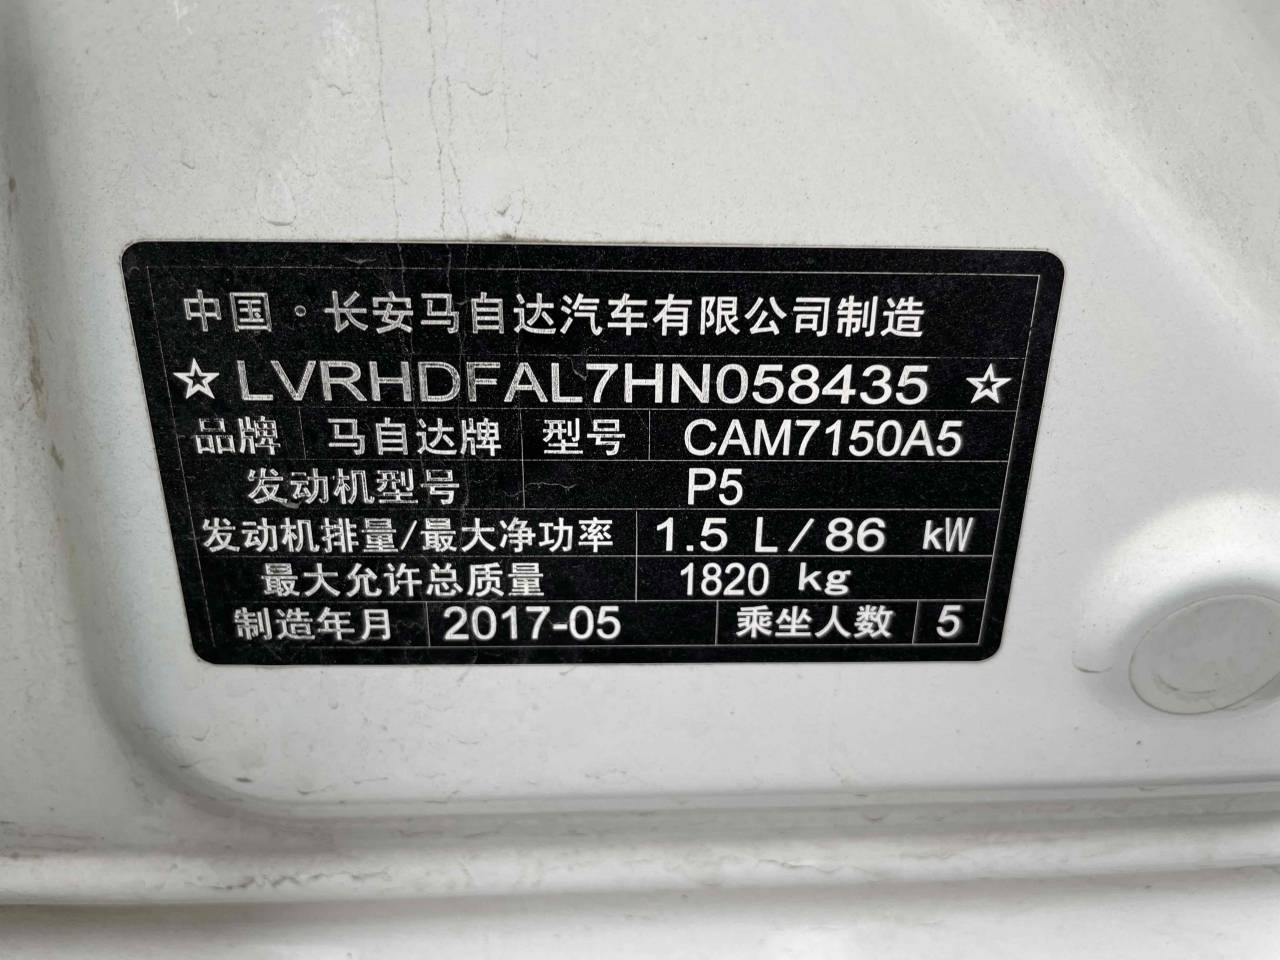 中国·长安马自达汽车有限公司制造
☆LVRHDFAL7HN058435☆
品牌 马自达牌 型号 CAM7150A5
发动机型号 P5
发动机排量/最大净功率 1.5 L/86 kW
最大允许总质量 1820 kg
制造年月 2017-05 乘坐人数 5